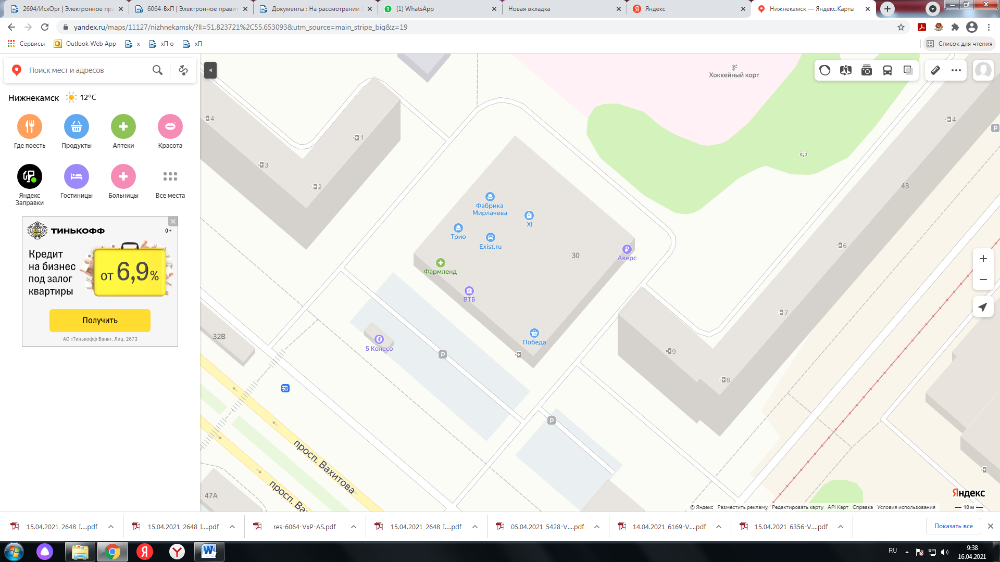 2694/ИсхОрг | Электронное пра
6064-ВхП | Электронное правит
Документы : На рассмотрении |
(1) WhatsApp
Новая вкладка
Яндекс
Нижнекамск — Яндекс.Карты
yandex.ru/maps/11127/nizhnekamsk/?ll=51.823721%2C55.653093&utm_source=main_stripe_big&z=19
Сервисы
Outlook Web App
х
хП о
хП
Список для чтения
Поиск мест и адресов
Нижнекамск
12°C
Где поесть
Продукты
Аптеки
Красота
Яндекс
Заправки
Гостиницы
Больницы
Все места
ТИНЬКОФФ
0+
Кредит
на бизнес
под залог
квартиры
от 6,9%
Получить
АО «Тинькофф Банк». Лиц. 2673
Хоккейный корт
4
1
3
2
4
P
43
Фабрика
Мирлачева
XI
Трио
Exist.ru
30
Аверс
6
Фармленд
ВТБ
7
Победа
32В
5 Колесо
P
9
8
P
просп. Вахитова
просп. Ва
47А
Яндекс
© Яндекс
Разместить рекламу
Редактировать карту
API Карт
Справка
Условия использования
10 м
15.04.2021_2648_I....pdf
15.04.2021_2648_I....pdf
res-6064-VxP-AS.pdf
15.04.2021_2648_I....pdf
05.04.2021_5428-V....pdf
14.04.2021_6169-V....pdf
15.04.2021_6356-V....pdf
Показать все
RU
9:38
16.04.2021